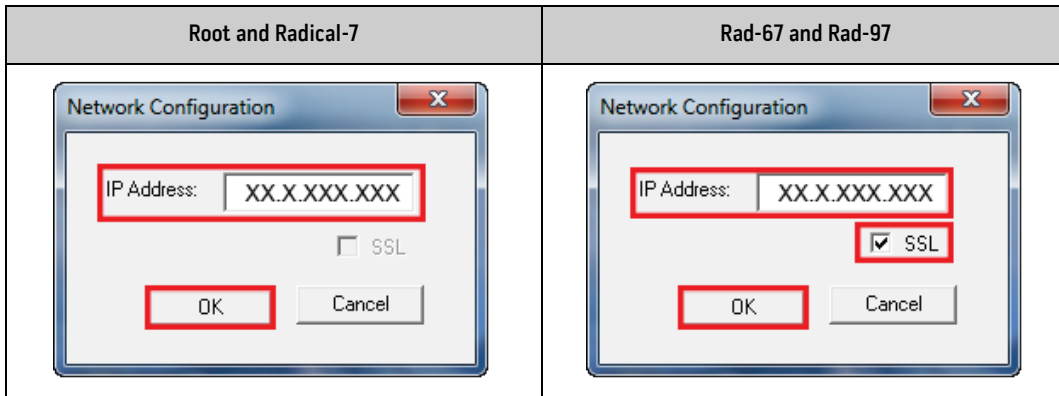 Root and Radical-7
Rad-67 and Rad-97
Network Configuration
IP Address: XX.X.XXX.XXX
SSL
OK Cancel
Network Configuration
IP Address: XX.X.XXX.XXX
SSL
OK Cancel